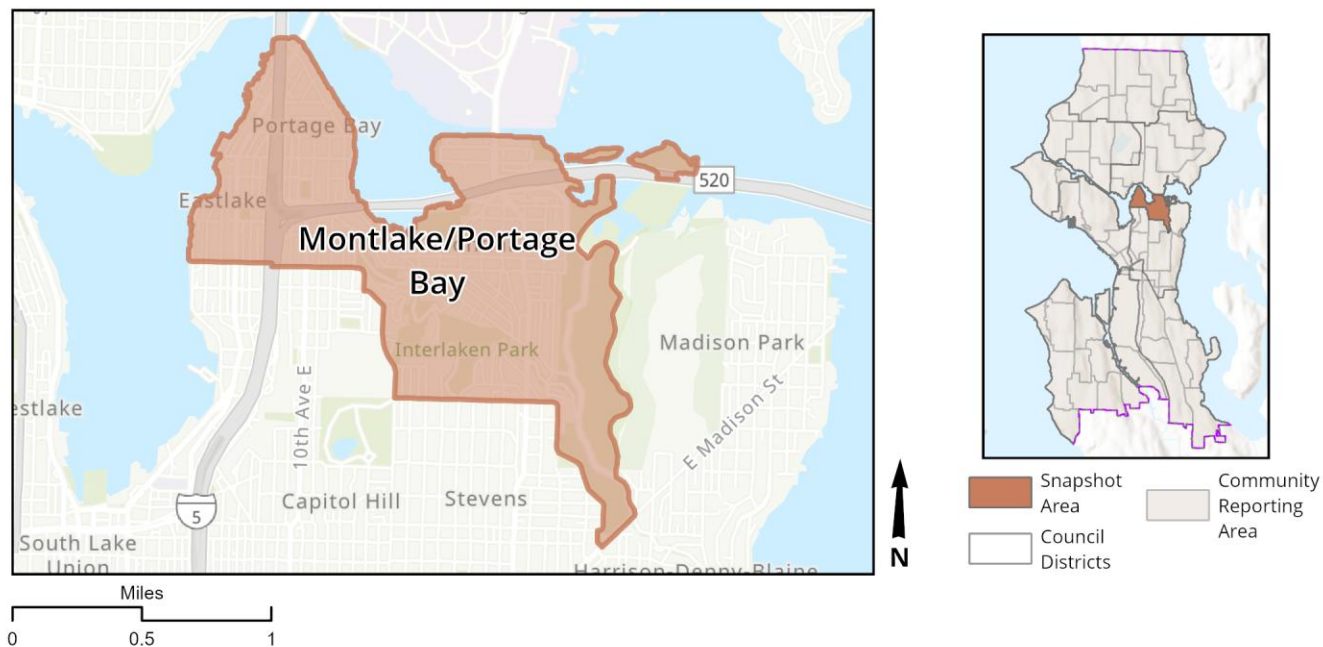 Portage Bay
Eastlake
520
Montlake/Portage
Bay
Interlaken Park
Madison Park
estlake
10th Ave E
E Madison St
Capitol Hill
Stevens
5
South Lake
Union
Harrison-Denny-Blaine
N
Miles
0 0.5 1
Snapshot
Area
Community
Reporting
Area
Council
Districts